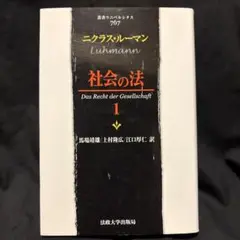 叢書・ウニベルシタス
767
ニクラス・ルーマン
Luhmann
社会の法
Das Recht der Gesellschaft
1
馬場靖雄/上村隆広/江口厚仁 訳
法政大学出版局